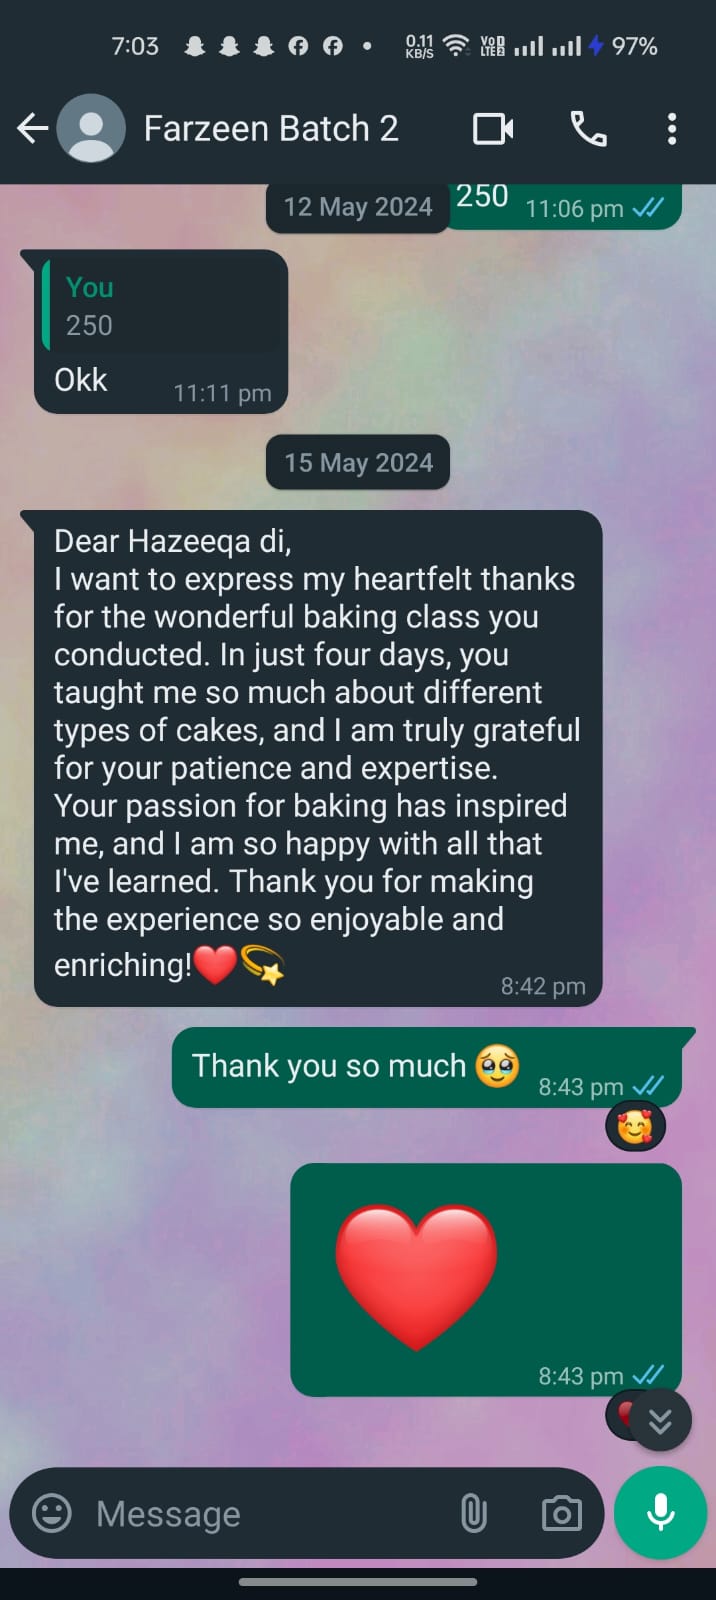 7:03
0.11 KB/S
VoD LTE2
97%
Farzeen Batch 2
250
11:06 pm
12 May 2024
You
250
Okk
11:11 pm
15 May 2024
Dear Hazeeqa di,
I want to express my heartfelt thanks
for the wonderful baking class you
conducted. In just four days, you
taught me so much about different
types of cakes, and I am truly grateful
for your patience and expertise.
Your passion for baking has inspired
me, and I am so happy with all that
I've learned. Thank you for making
the experience so enjoyable and
enriching!❤️💫
8:42 pm
Thank you so much 🥹
8:43 pm
🥰
❤️
8:43 pm
Message